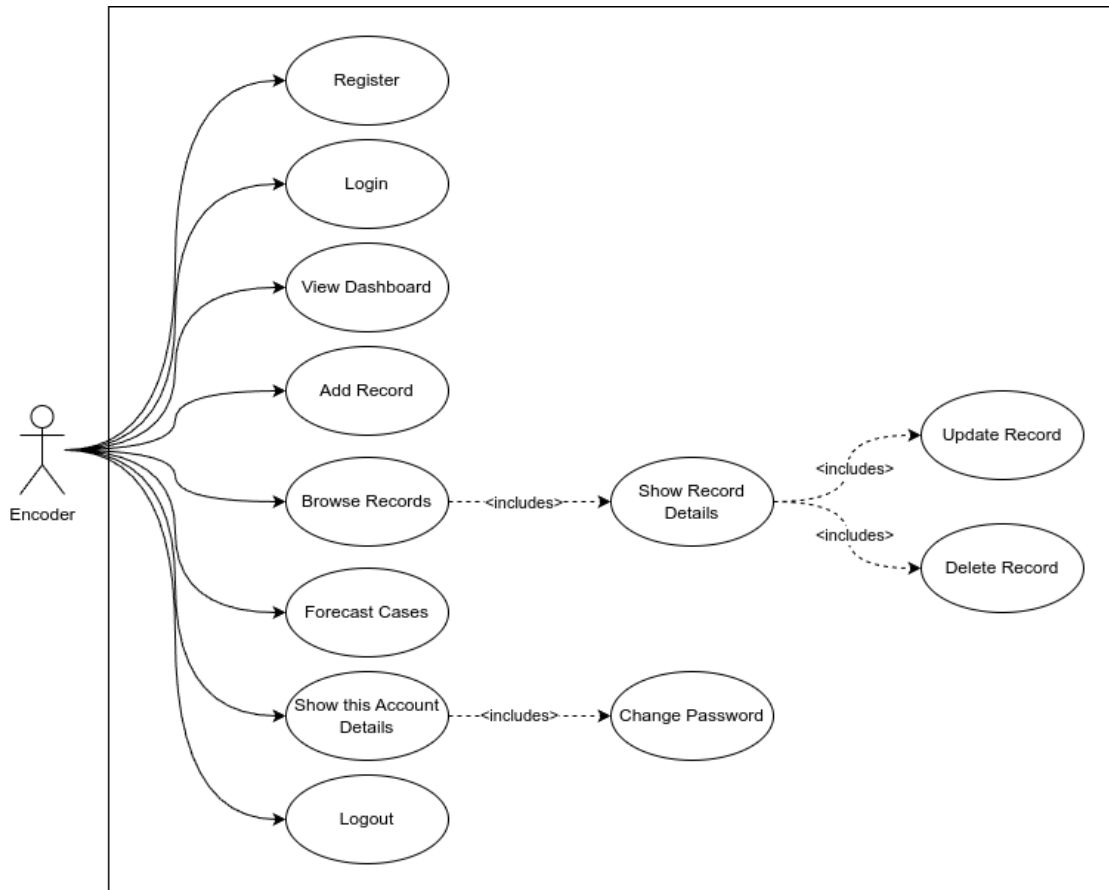 Register
Login
View Dashboard
Add Record
Encoder
Browse Records
<includes>
Show Record
Details
<includes>
Update Record
<includes>
Delete Record
Forecast Cases
Show this Account
Details
<includes>
Change Password
Logout